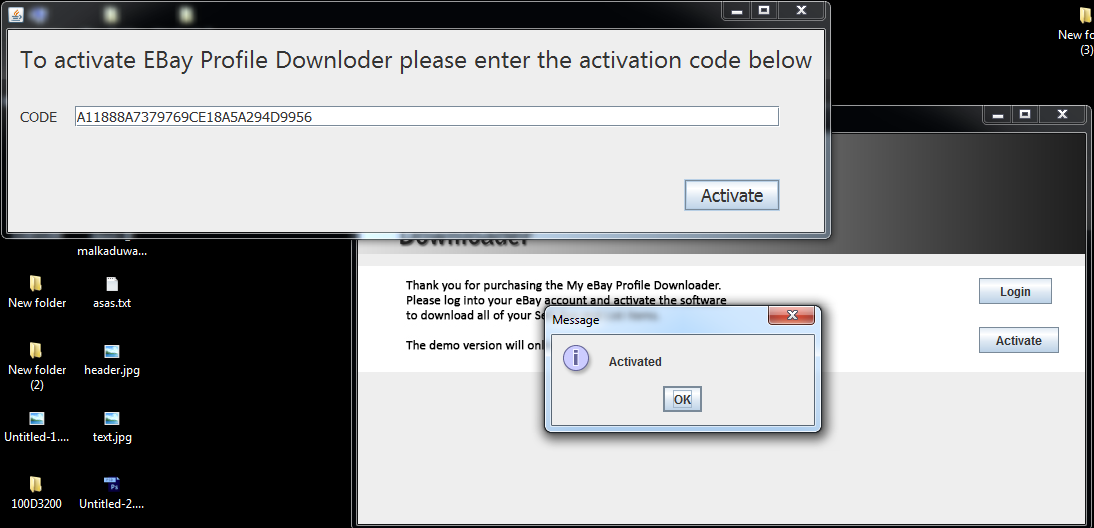 To activate EBay Profile Downloder please enter the activation code below
CODE A11888A7379769CE18A5A294D9956
Activate
New fo
(3)
Downloader
malkaduwa...
New folder
asas.txt
New folder
(2)
header.jpg
Untitled-1....
text.jpg
100D3200
Untitled-2....
Ps
Thank you for purchasing the My eBay Profile Downloader.
Please log into your eBay account and activate the software
to download all of your Se items.
The demo version will onl
Login
Activate
Message
Activated
OK